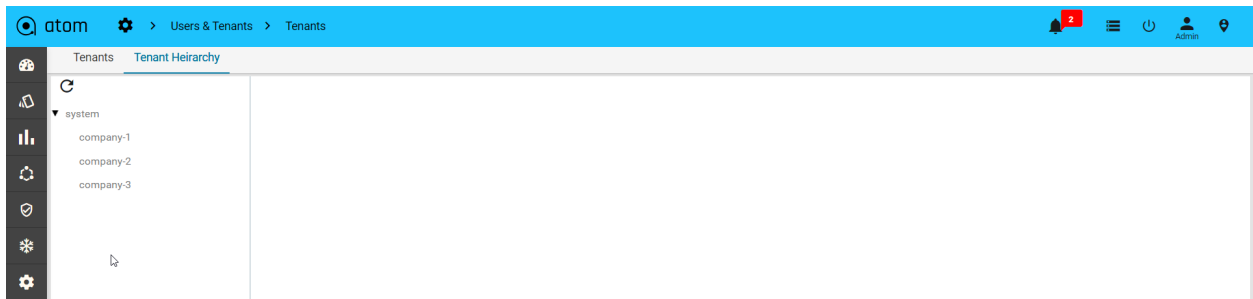 atom > Users & Tenants > Tenants 2 Admin
Tenants Tenant Heirarchy
system
company-1
company-2
company-3